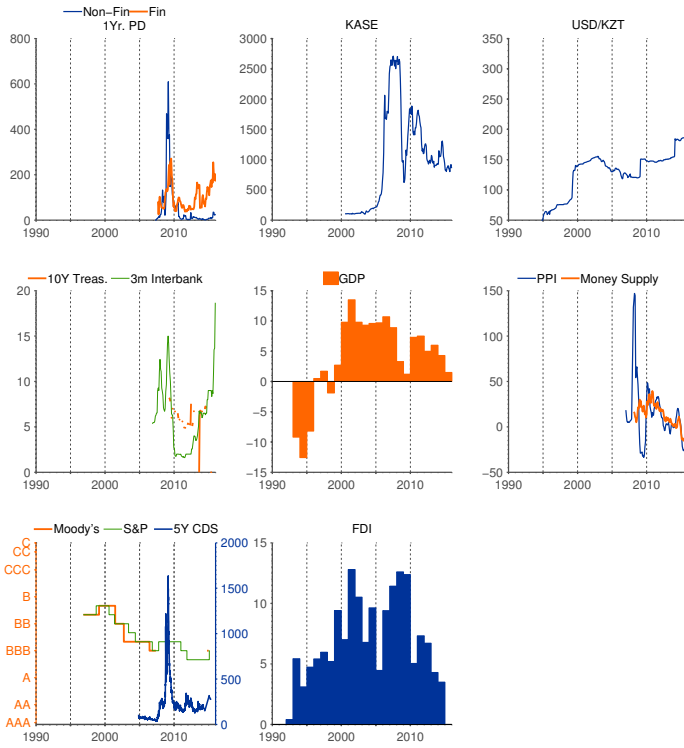 Non-Fin Fin
1Yr. PD
KASE
USD/KZT
800
600
400
200
0
1990 2000 2010
3000
2500
2000
1500
1000
500
0
1990 2000 2010
350
300
250
200
150
100
50
1990 2000 2010
10Y Treas. 3m Interbank
GDP
PPI Money Supply
20
15
10
5
0
1990 2000 2010
15
10
5
0
−5
−10
−15
1990 2000 2010
150
100
50
0
−50
1990 2000 2010
Moody's S&P 5Y CDS
FDI
C
CC
CCC
B
BB
BBB
A
AA
AAA
2000
1500
1000
500
0
1990 2000 2010
15
10
5
0
1990 2000 2010